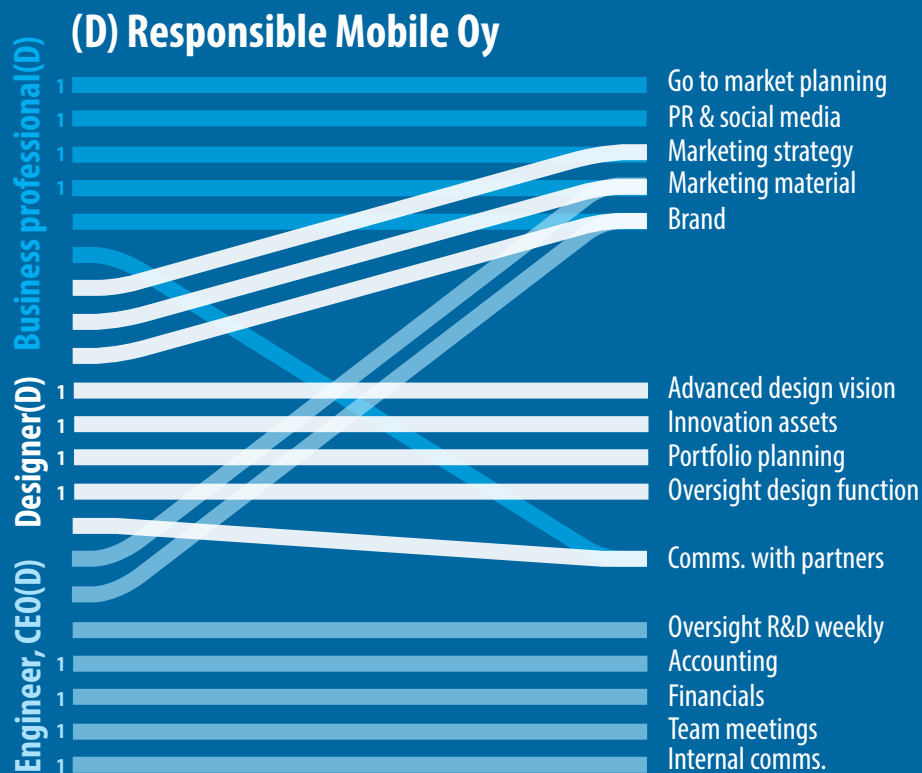 (D) Responsible Mobile Oy
Business professional(D)
1
1
1
1
Go to market planning
PR & social media
Marketing strategy
Marketing material
Brand
Designer(D)
1
1
1
1
Advanced design vision
Innovation assets
Portfolio planning
Oversight design function
Comms. with partners
Engineer, CEO(D)
1
1
1
1
Oversight R&D weekly
Accounting
Financials
Team meetings
Internal comms.